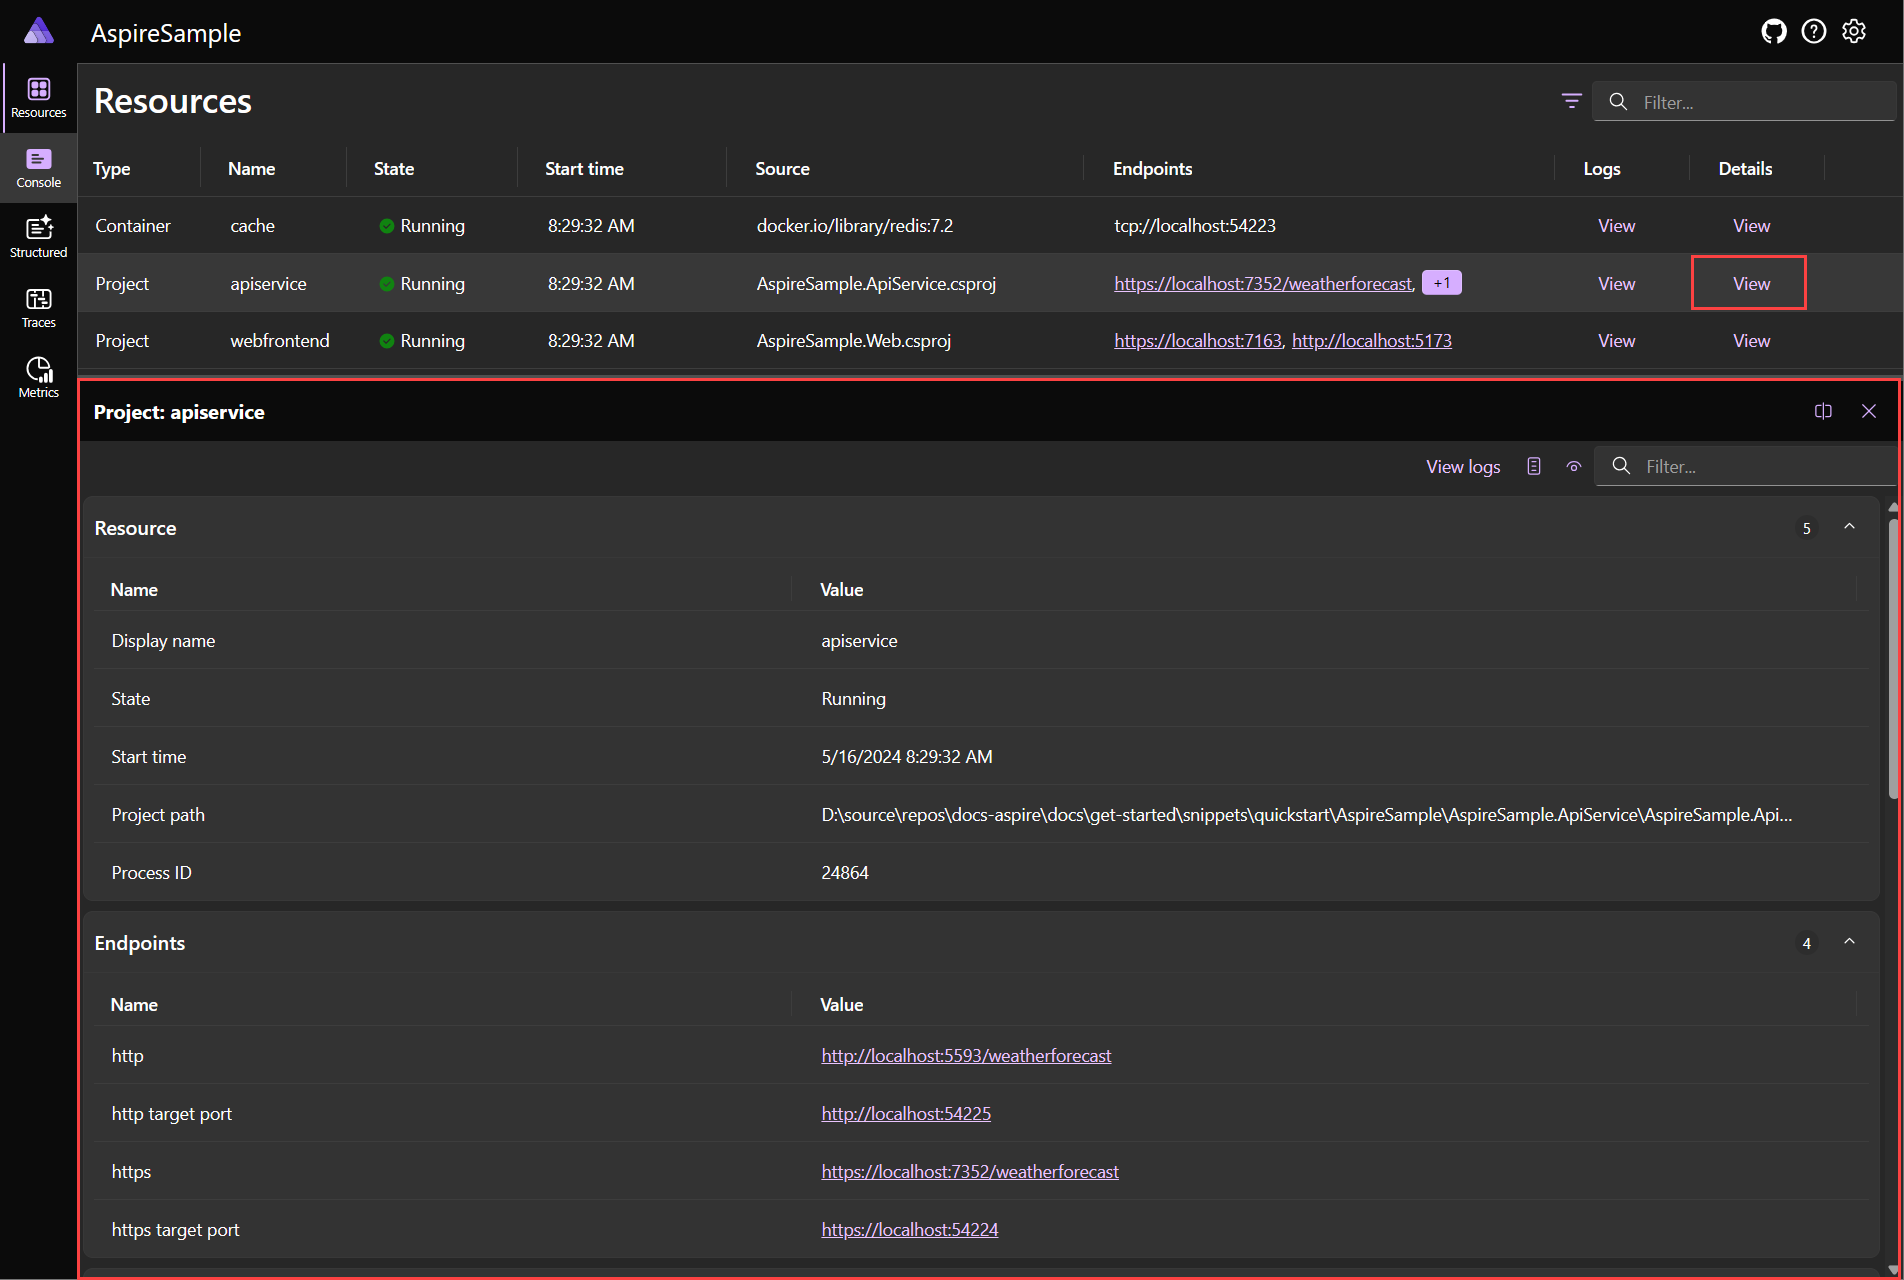 AspireSample
Resources
Resources
Filter...
Console
Structured
Traces
Metrics
Type Name State Start time Source Endpoints Logs Details
Container cache Running 8:29:32 AM docker.io/library/redis:7.2 tcp://localhost:54223 View View
Project apiservice Running 8:29:32 AM AspireSample.ApiService.csproj https://localhost:7352/weatherforecast, +1 View View
Project webfrontend Running 8:29:32 AM AspireSample.Web.csproj https://localhost:7163, http://localhost:5173 View View
Project: apiservice
View logs Filter...
Resource 5
Name Value
Display name apiservice
State Running
Start time 5/16/2024 8:29:32 AM
Project path D:\source\repos\docs-aspire\docs\get-started\snippets\quickstart\AspireSample\AspireSample.ApiService\AspireSample.Api...
Process ID 24864
Endpoints 4
Name Value
http http://localhost:5593/weatherforecast
http target port http://localhost:54225
https https://localhost:7352/weatherforecast
https target port https://localhost:54224